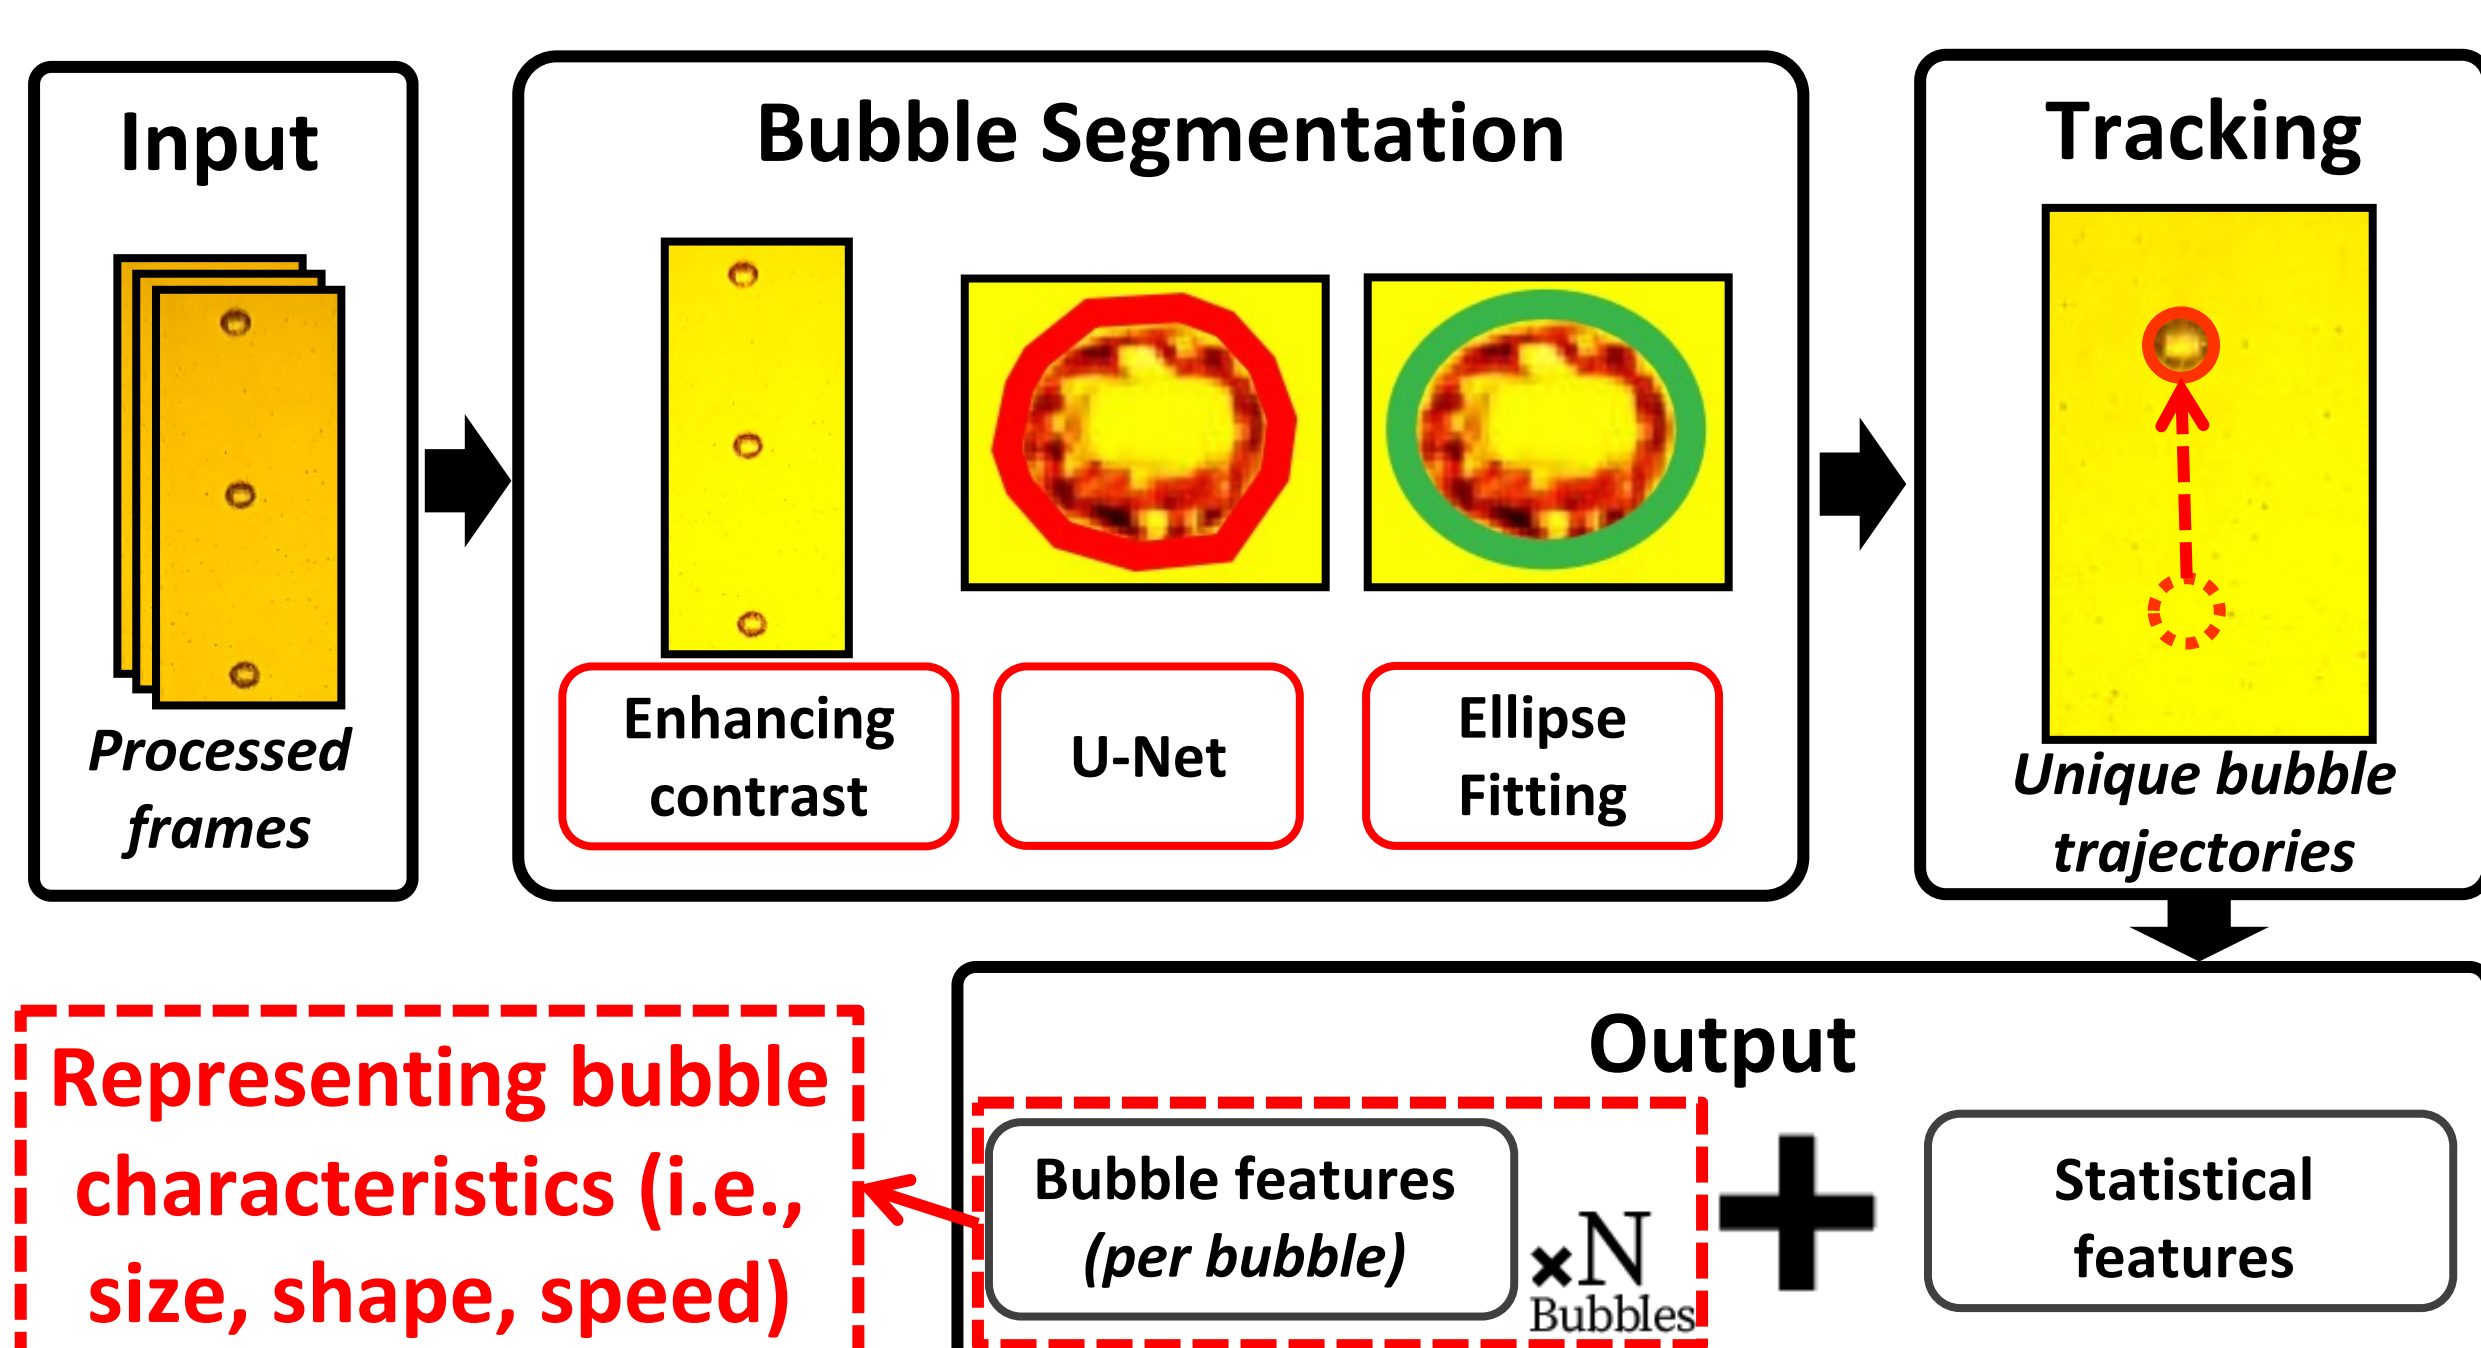 Input
Processed
frames
Bubble Segmentation
Enhancing
contrast
U-Net
Ellipse
Fitting
Tracking
Unique bubble
trajectories
Output
Bubble features
(per bubble)
×N
Bubbles
Statistical
features
Representing bubble
characteristics (i.e.,
size, shape, speed)